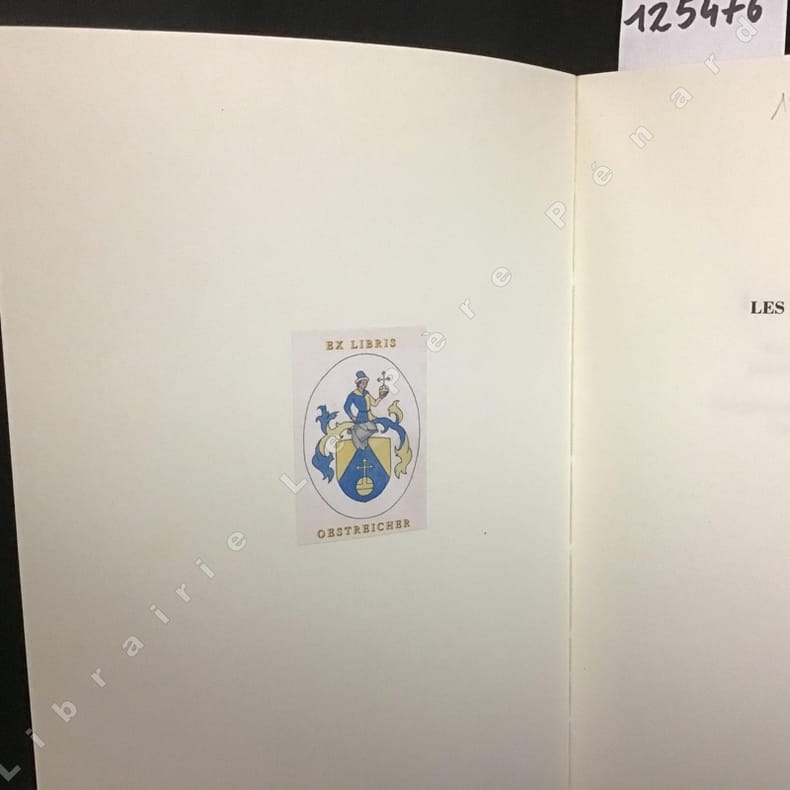 125476
LES
EX LIBRIS
OESTREICHER
Librairie Le Père Pénard